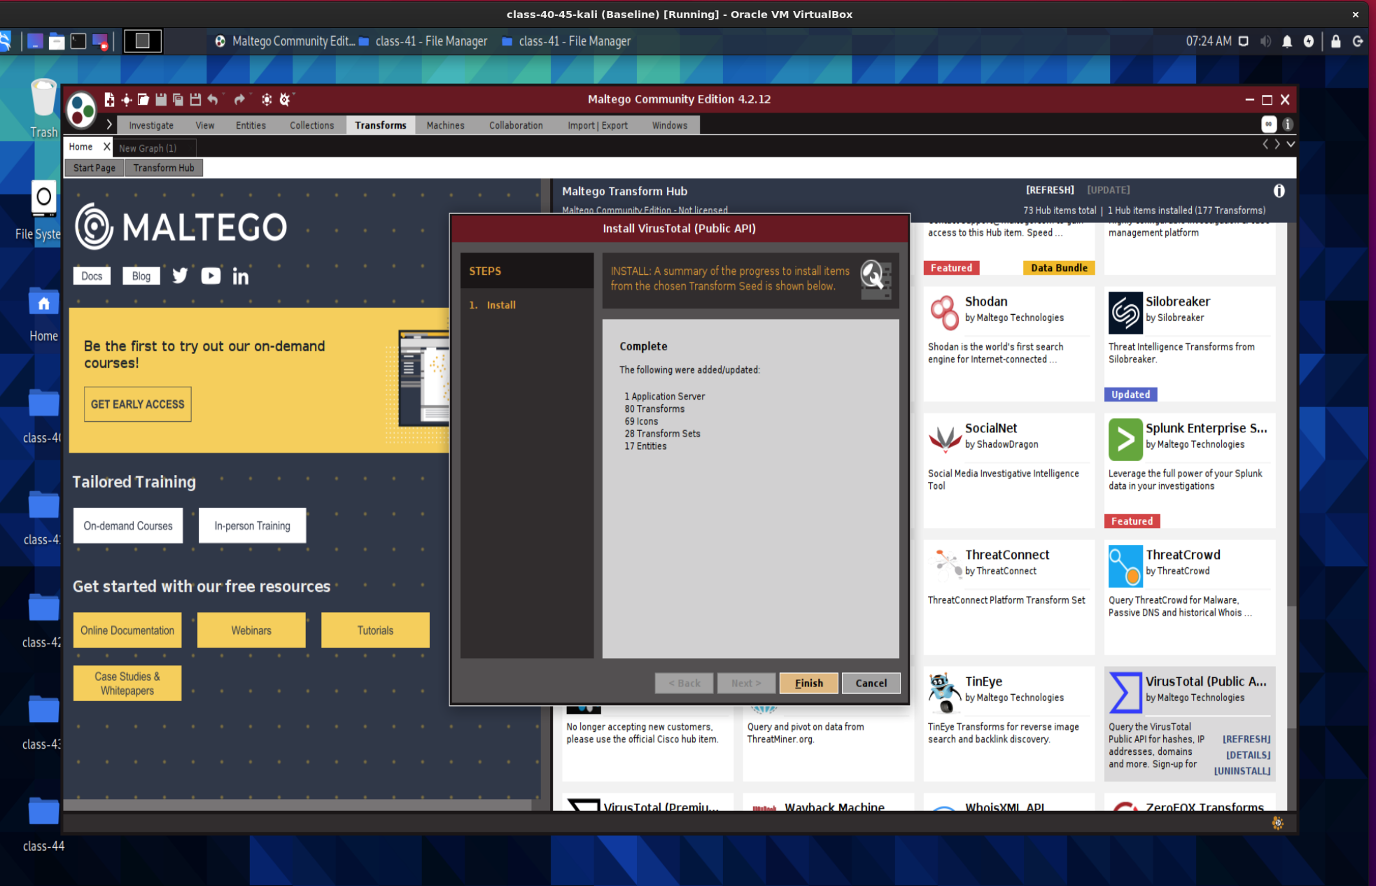 class-40-45-kali (Baseline) [Running] - Oracle VM VirtualBox
Maltego Community Edit... class-41 - File Manager class-41 - File Manager
07:24 AM
Trash
File Syste
Home
class-40
class-42
class-43
class-44
Maltego Community Edition 4.2.12
Investigate View Entities Collections Transforms Machines Collaboration Import | Export Windows
Home X New Graph (1)
Start Page Transform Hub
MALTEGO
Docs Blog
Be the first to try out our on-demand
courses!
GET EARLY ACCESS
Tailored Training
On-demand Courses In-person Training
Get started with our free resources
Online Documentation Webinars Tutorials
Case Studies &
Whitepapers
Maltego Transform Hub
[REFRESH] [UPDATE]
Maltego Community Edition - Not licensed
73 Hub items total | 1 Hub items installed (177 Transforms)
Install VirusTotal (Public API)
STEPS
1. Install
INSTALL: A summary of the progress to install items
from the chosen Transform Seed is shown below.
Complete
The following were added/updated:
1 Application Server
80 Transforms
69 Icons
28 Transform Sets
17 Entities
< Back Next > Finish Cancel
access to this Hub item. Speed ...
Featured Data Bundle
management platform
Shodan
by Maltego Technologies
Shodan is the world's first search
engine for Internet-connected ...
Silobreaker
by Silobreaker
Threat Intelligence Transforms from
Silobreaker.
Updated
SocialNet
by ShadowDragon
Social Media Investigative Intelligence
Tool
Splunk Enterprise S...
by Maltego Technologies
Leverage the full power of your Splunk
data in your investigations
Featured
ThreatConnect
by ThreatConnect
ThreatConnect Platform Transform Set
ThreatCrowd
by ThreatCrowd
Query ThreatCrowd for Malware,
Passive DNS and historical Whois ...
No longer accepting new customers,
please use the official Cisco hub item.
Query and pivot on data from
ThreatMiner.org.
TinEye
by Maltego Technologies
TinEye Transforms for reverse image
search and backlink discovery.
VirusTotal (Public A...
by Maltego Technologies
Query the VirusTotal
Public API for hashes, IP
addresses, domains
and more. Sign-up for
[REFRESH]
[DETAILS]
[UNINSTALL]
VirusTotal (Premiu... Wayback Machine WhoisXML API ZeroFOX Transforms